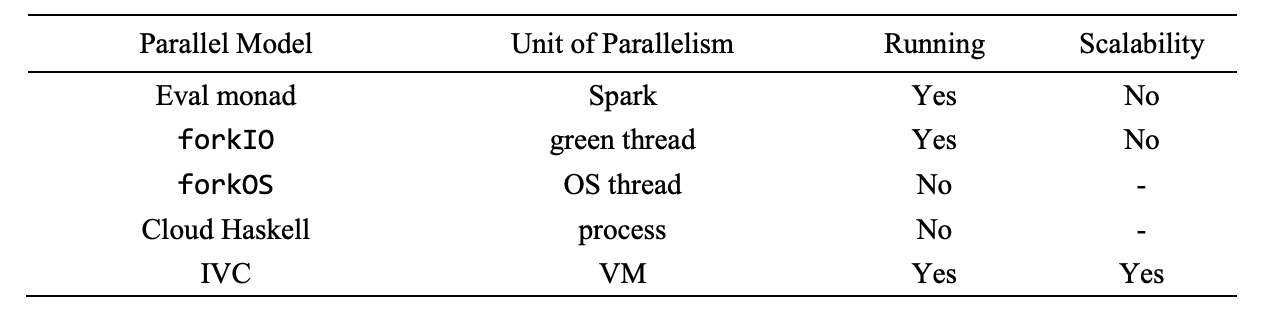 Parallel Model Unit of Parallelism Running Scalability
Eval monad Spark Yes No
forkIO green thread Yes No
forkOS OS thread No -
Cloud Haskell process No -
IVC VM Yes Yes